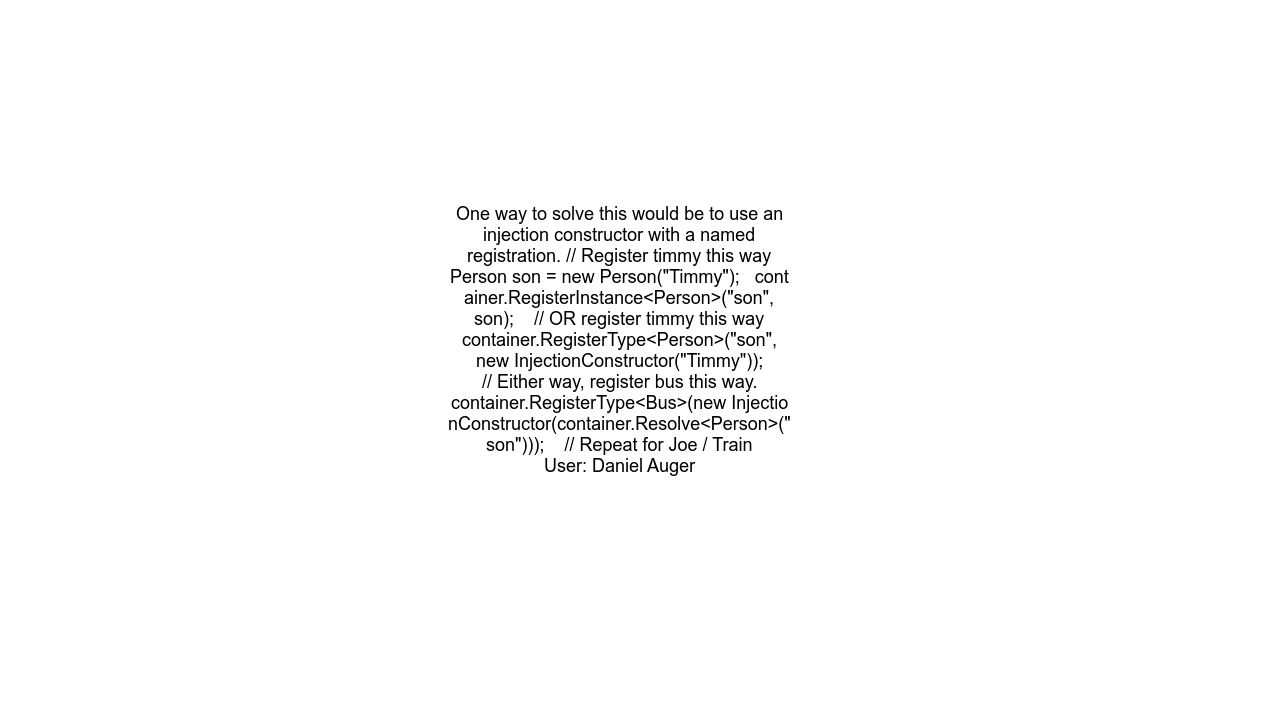 One way to solve this would be to use an
injection constructor with a named
registration. // Register timmy this way
Person son = new Person("Timmy");   cont
ainer.RegisterInstance<Person>("son",
son);    // OR register timmy this way
container.RegisterType<Person>("son",
new InjectionConstructor("Timmy"));
// Either way, register bus this way.
container.RegisterType<Bus>(new Injectio
nConstructor(container.Resolve<Person>("
son")));    // Repeat for Joe / Train
User: Daniel Auger